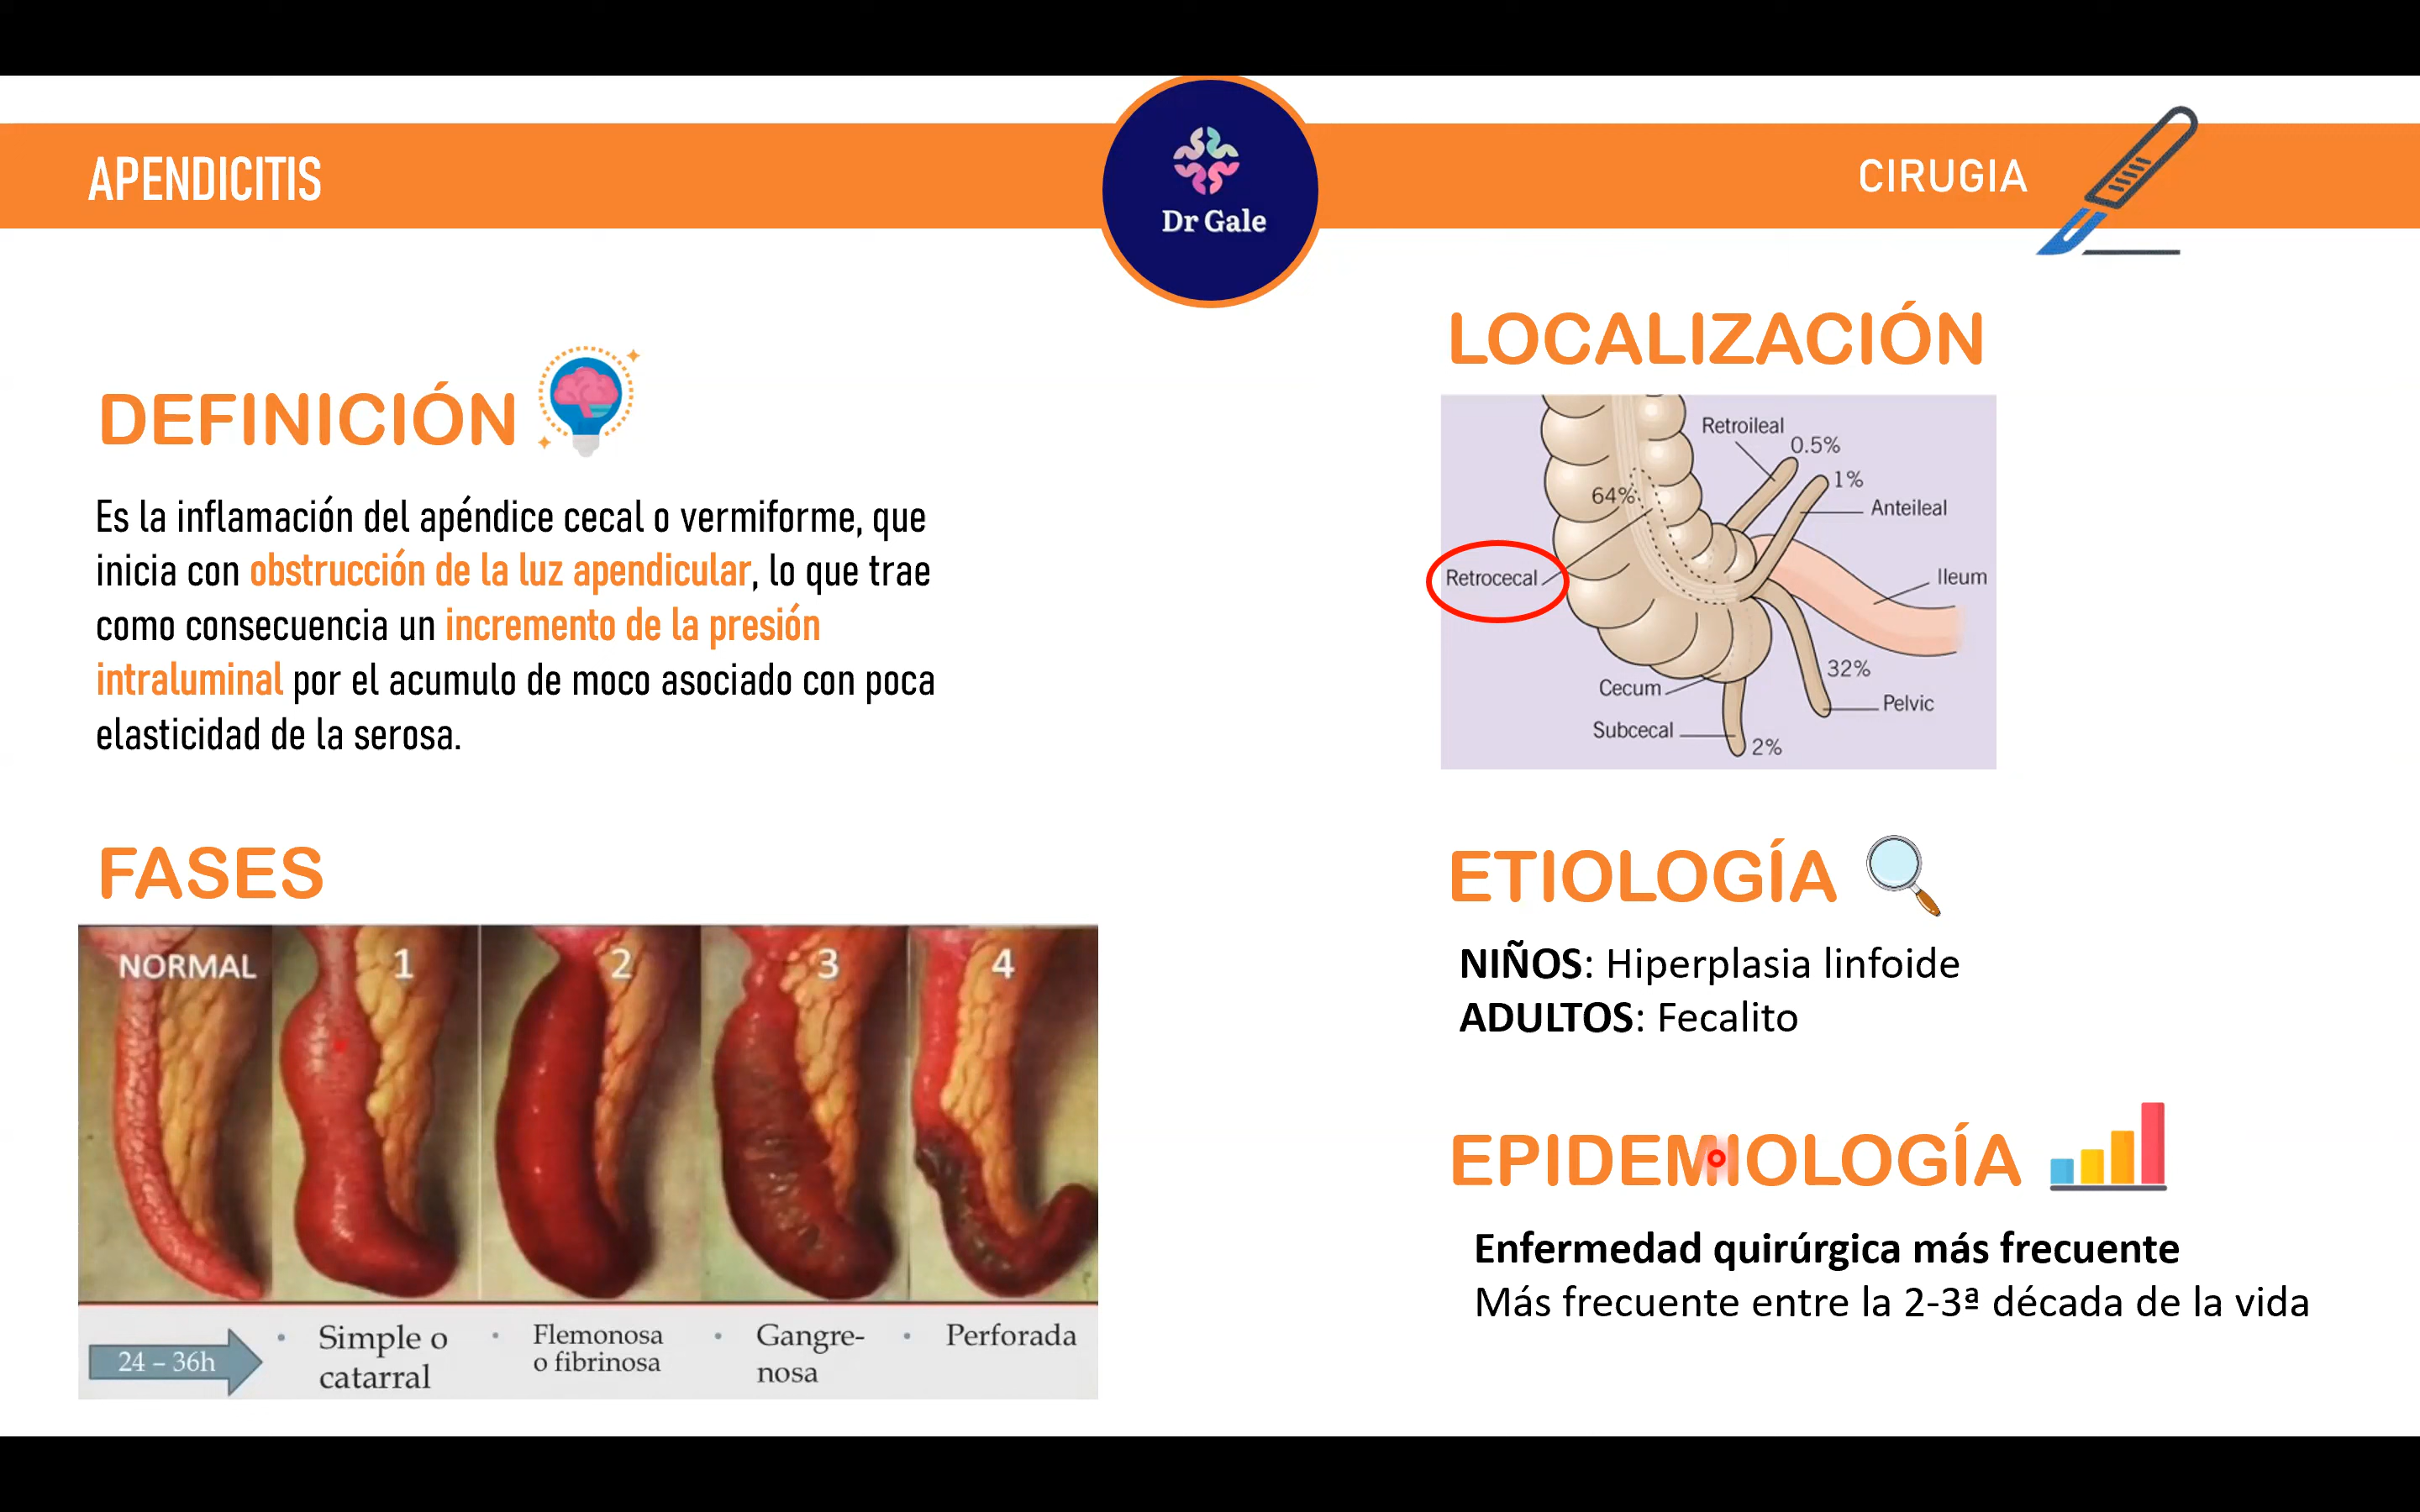 APENDICITIS
Dr Gale
CIRUGIA
DEFINICIÓN
Es la inflamación del apéndice cecal o vermiforme, que
inicia con obstrucción de la luz apendicular, lo que trae
como consecuencia un incremento de la presión
intraluminal por el acumulo de moco asociado con poca
elasticidad de la serosa.
FASES
NORMAL
1
2
3
4
24 – 36h
• Simple o
catarral
• Flemonosa
o fibrinosa
• Gangre-
nosa
• Perforada
LOCALIZACIÓN
Retroileal
0.5%
1%
64%
Anteileal
Retrocecal
Ileum
32%
Cecum
Pelvic
Subcecal
2%
ETIOLOGÍA
NIÑOS: Hiperplasia linfoide
ADULTOS: Fecalito
EPIDEMIOLOGÍA
Enfermedad quirúrgica más frecuente
Más frecuente entre la 2-3ª década de la vida